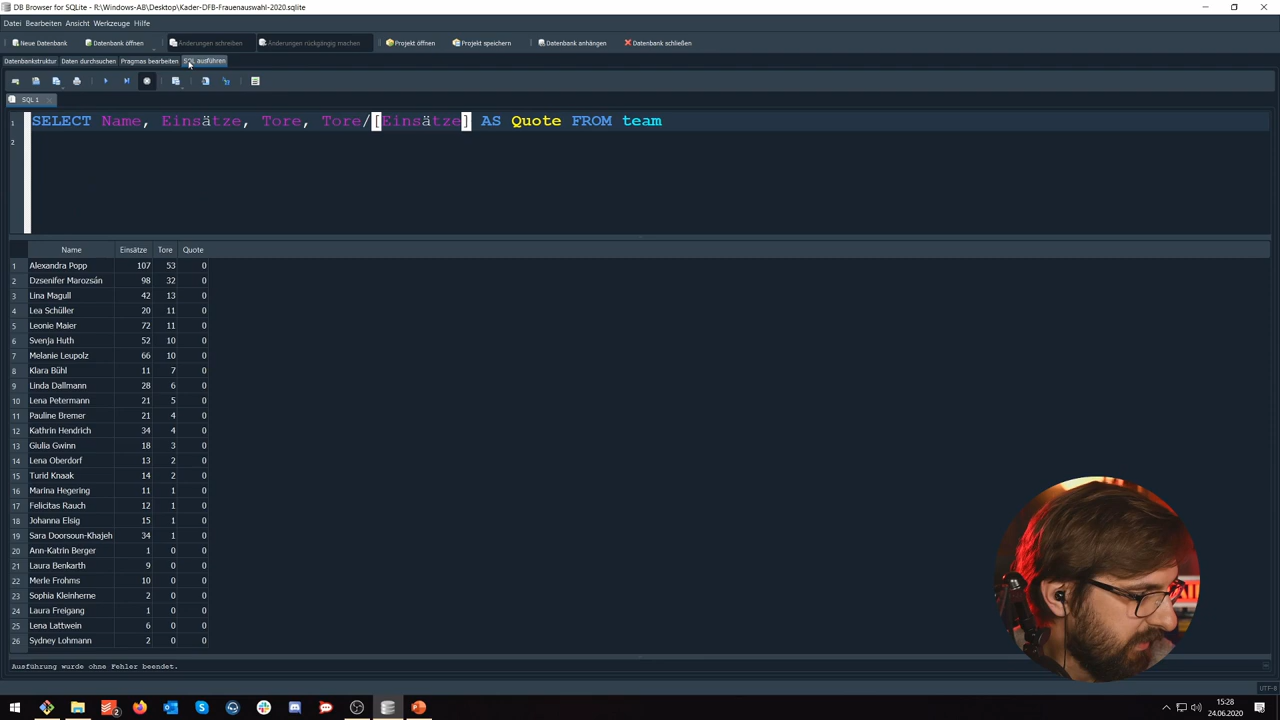 DB Browser for SQLite - R:\Windows-AB\Desktop\Kader-DFB-Frauenauswahl-2020.sqlite
Datei Bearbeiten Ansicht Werkzeuge Hilfe
Neue Datenbank Datenbank öffnen Änderungen schreiben Änderungen rückgängig machen Projekt öffnen Projekt speichern Datenbank anhängen Datenbank schließen
Datenbankstruktur Daten durchsuchen Pragmas bearbeiten SQL ausführen
SQL 1
1 SELECT Name, Einsätze, Tore, Tore/[Einsätze] AS Quote FROM team
2
Name Einsätze Tore Quote
1 Alexandra Popp 107 53 0
2 Dzsenifer Marozsán 98 32 0
3 Lina Magull 42 13 0
4 Lea Schüller 20 11 0
5 Leonie Maier 72 11 0
6 Svenja Huth 52 10 0
7 Melanie Leupolz 66 10 0
8 Klara Bühl 11 7 0
9 Linda Dallmann 28 6 0
10 Lena Petermann 21 5 0
11 Pauline Bremer 21 4 0
12 Kathrin Hendrich 34 4 0
13 Giulia Gwinn 18 3 0
14 Lena Oberdorf 13 2 0
15 Turid Knaak 14 2 0
16 Marina Hegering 11 1 0
17 Felicitas Rauch 12 1 0
18 Johanna Elsig 15 1 0
19 Sara Doorsoun-Khajeh 34 1 0
20 Ann-Katrin Berger 1 0 0
21 Laura Benkarth 9 0 0
22 Merle Frohms 10 0 0
23 Sophia Kleinherne 2 0 0
24 Laura Freigang 1 0 0
25 Lena Lattwein 6 0 0
26 Sydney Lohmann 2 0 0
Ausführung wurde ohne Fehler beendet.
UTF-8
2
15:28
24.06.2020